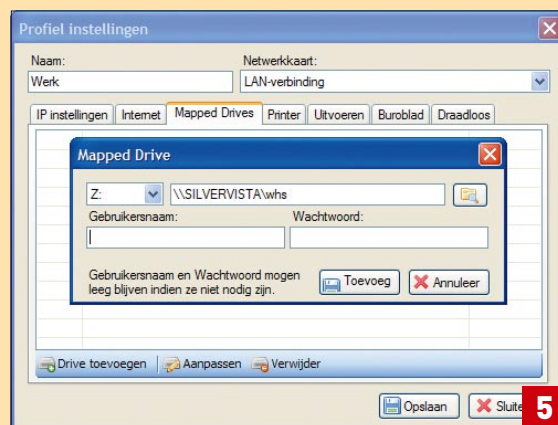 Profiel instellingen
Naam: Netwerkkaart:
Werk LAN-verbinding
IP instellingen Internet Mapped Drives Printer Uitvoeren Buroblad Draadloos
Mapped Drive
Z: \\SILVERVISTA\whs
Gebruikersnaam: Wachtwoord:
Gebruikersnaam en Wachtwoord mogen
leeg blijven indien ze niet nodig zijn.
Toevoeg Annuleer
Drive toevoegen Aanpassen Verwijder
Opslaan Sluite
5